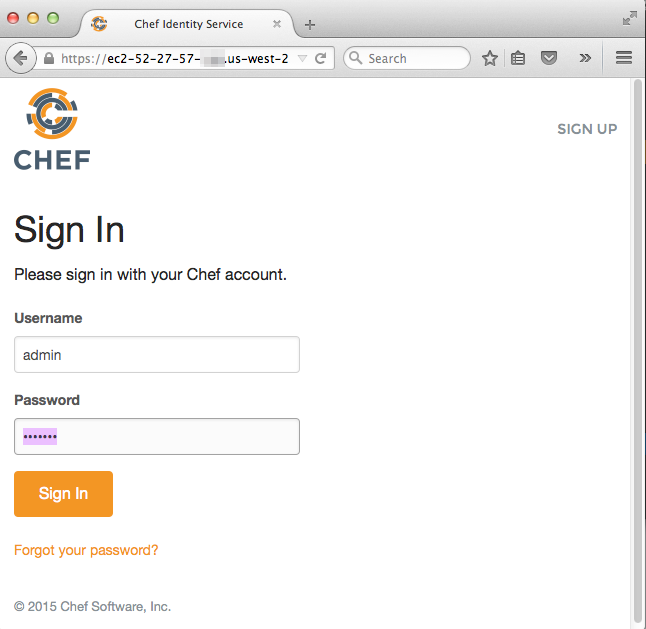 Chef Identity Service
https://ec2-52-27-57- .us-west-2
Search
CHEF
SIGN UP
Sign In
Please sign in with your Chef account.
Username
admin
Password
•••••••
Sign In
Forgot your password?
© 2015 Chef Software, Inc.